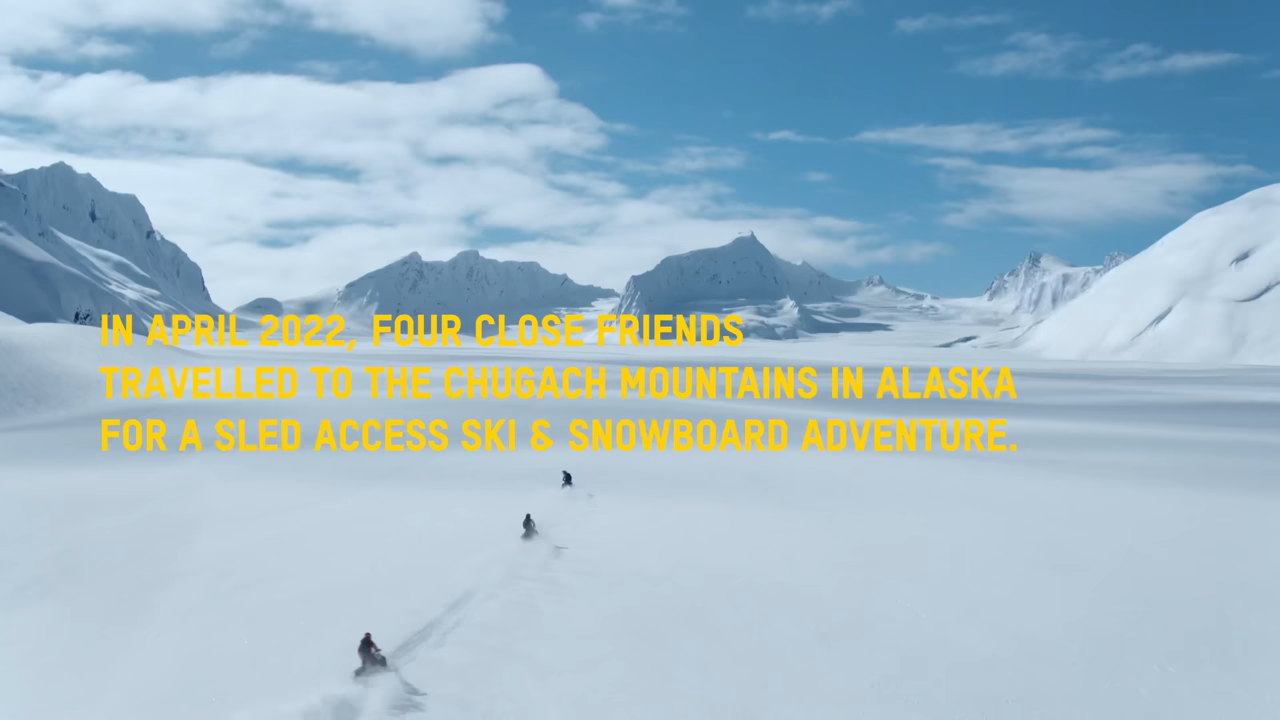 IN APRIL 2022, FOUR CLOSE FRIENDS
TRAVELLED TO THE CHUGACH MOUNTAINS IN ALASKA
FOR A SLED ACCESS SKI & SNOWBOARD ADVENTURE.